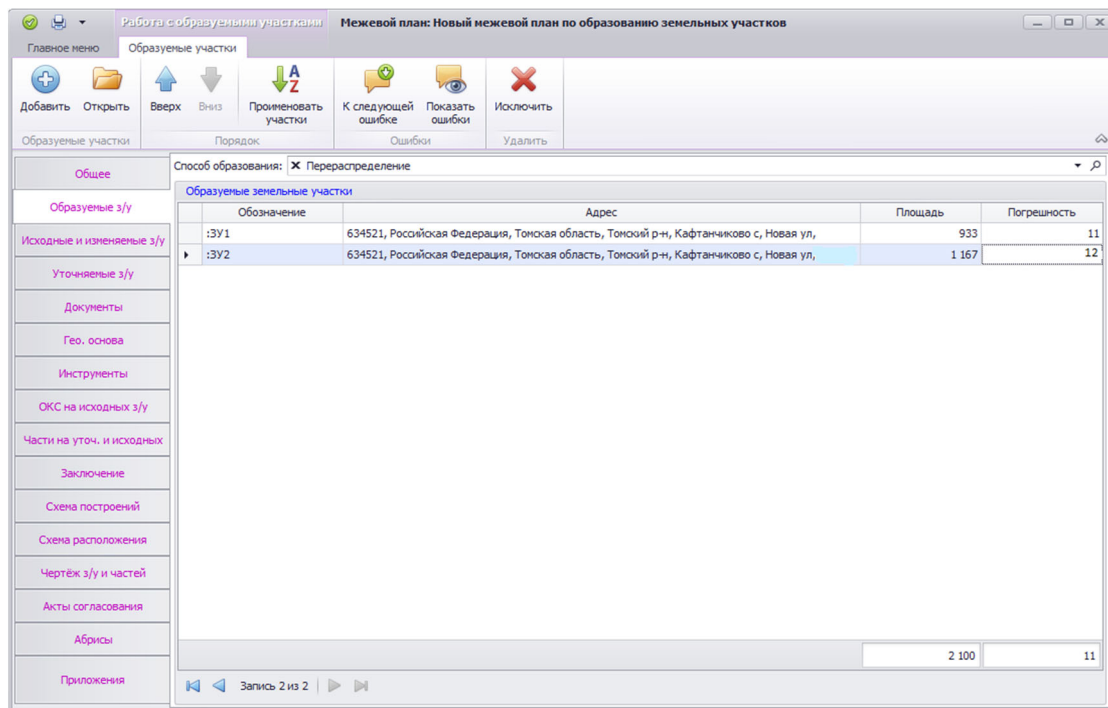 Работа с образуемыми участками Межевой план: Новый межевой план по образованию земельных участков
Главное меню Образуемые участки
Добавить Открыть Вверх Вниз Проименовать участки К следующей ошибке Показать ошибки Исключить
Образуемые участки Порядок Ошибки Удалить
Общее
Образуемые з/у
Исходные и изменяемые з/у
Уточняемые з/у
Документы
Гео. основа
Инструменты
ОКС на исходных з/у
Части на уточ. и исходных
Заключение
Схема построений
Схема расположения
Чертёж з/у и частей
Акты согласования
Абрисы
Приложения
Способ образования: Перераспределение
Образуемые земельные участки
Обозначение Адрес Площадь Погрешность
:ЗУ1 634521, Российская Федерация, Томская область, Томский р-н, Кафтанчиково с, Новая ул, 933 11
:ЗУ2 634521, Российская Федерация, Томская область, Томский р-н, Кафтанчиково с, Новая ул, 1 167 12
2 100 11
Запись 2 из 2